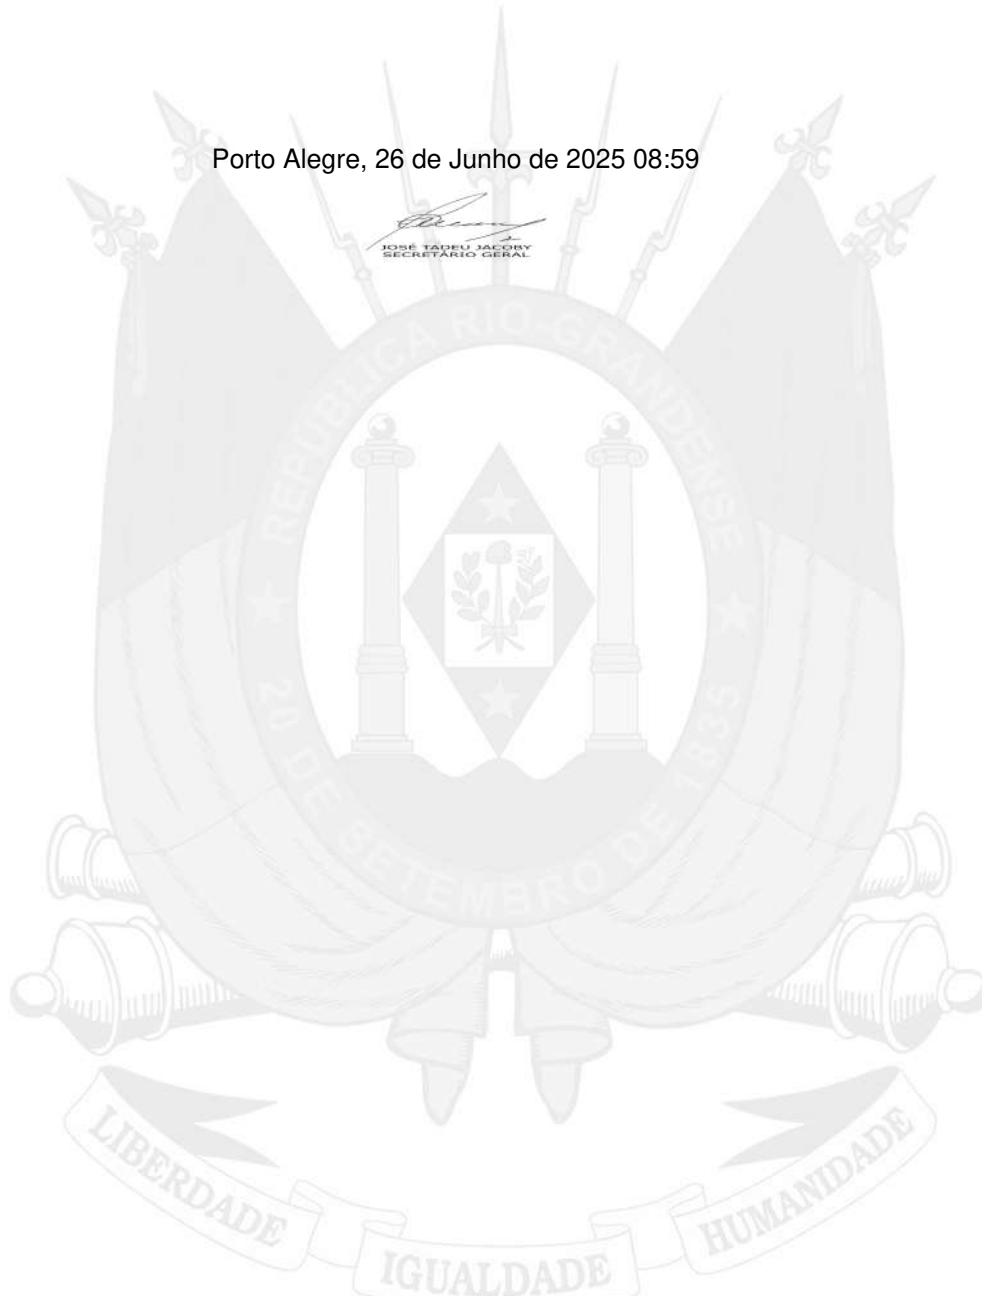 Porto Alegre, 26 de Junho de 2025 08:59
JOSÉ TADEU JACOBY
SECRETÁRIO GERAL
REPUBLICA RIO-GRANDENSE
20 DE SETEMBRO DE 1835
LIBERDADE
IGUALDADE
HUMANIDADE